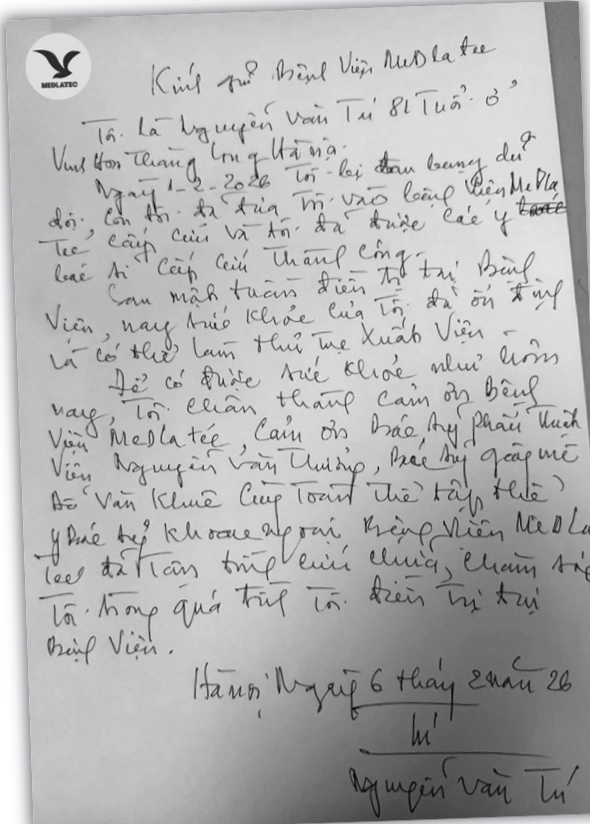 MEDLATEC
Kính gửi Bệnh Viện MeDlatec
Tôi là Nguyễn Văn Tú 81 Tuổi ở
Vinhom Thăng Long Hà Nội.
Ngày 1-2-2026 Tôi bị đau bụng dữ
dội, Con tôi đã đưa Tôi vào bệnh viện MeDla
Tec cấp cứu và tôi đã được các y
bác sĩ cấp cứu thành công.
Sau một tuần điều trị tại Bệnh
Viện, nay sức khỏe của Tôi đã ổn định
và có thể làm thủ tục xuất viện.
Để có được sức khỏe như hôm
nay, Tôi chân thành cảm ơn Bệnh
Viện MeDlatec, Cảm ơn Bác sỹ phẫu thuật
Viên Nguyễn Văn Thưởng, Bác sỹ gây mê
Đỗ Văn Khuê Cùng toàn thể tập thể
y Bác sỹ khoa ngoại Bệnh Viện MeDla
Tec đã tận tình cứu chữa, chăm sóc
Tôi trong quá trình Tôi điều trị tại
Bệnh Viện.
Hà Nội Ngày 6 tháy 2 năm 26
Tú
Nguyễn Văn Tú